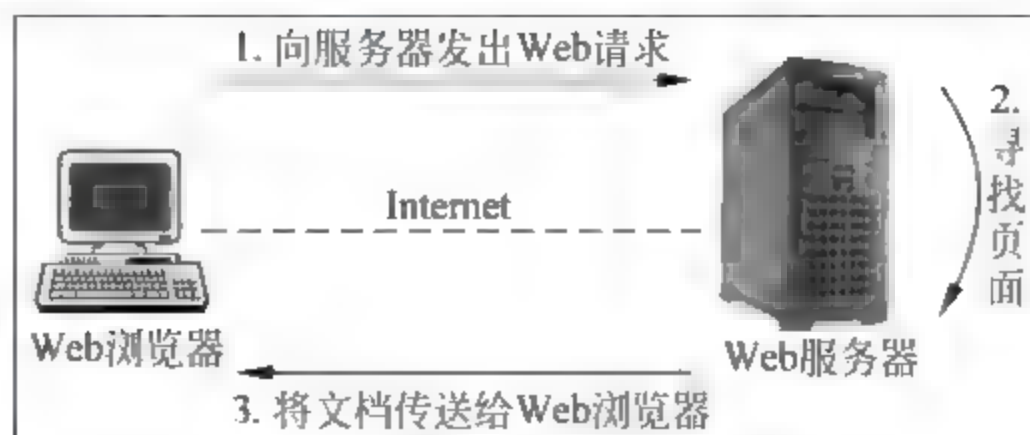 1. 向服务器发出Web请求
2.
寻
找
页
面
Internet
Web浏览器
Web服务器
3. 将文档传送给Web浏览器